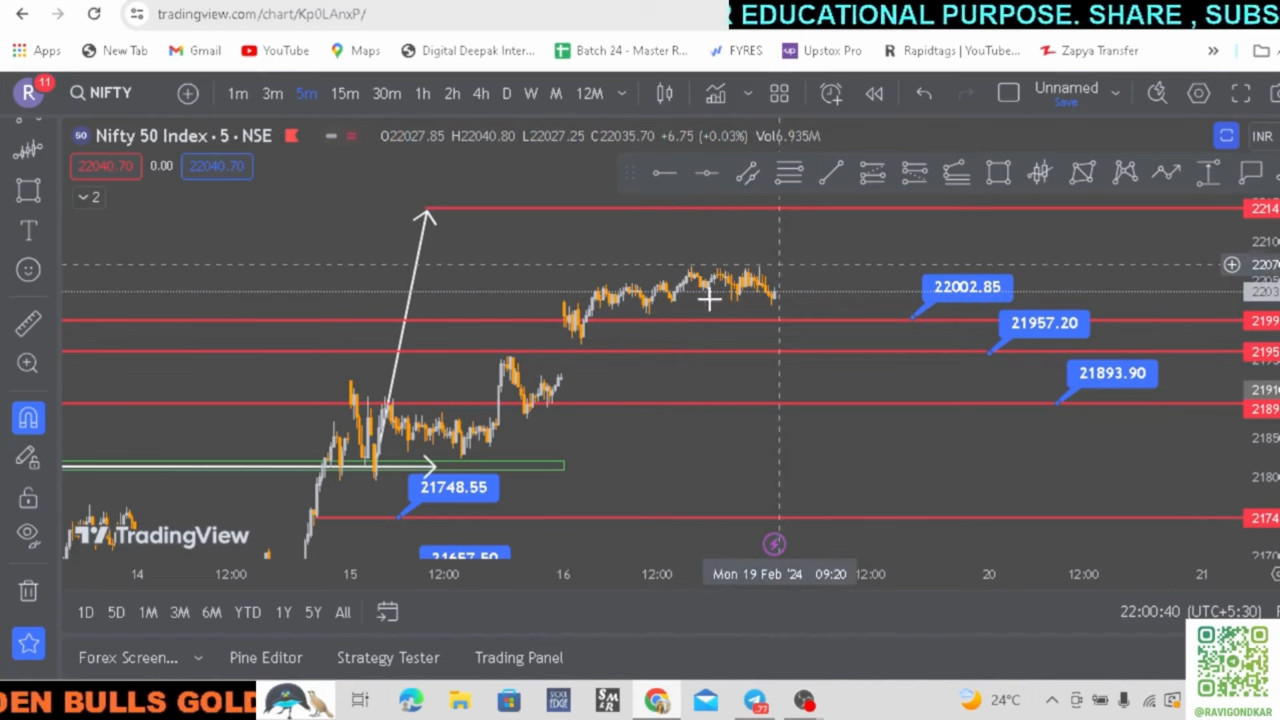 tradingview.com/chart/Kp0LAnxP/
R EDUCATIONAL PURPOSE. SHARE , SUBS
Apps New Tab Gmail YouTube Maps Digital Deepak Inter... Batch 24 - Master R... FYRES Upstox Pro Rapidtags | YouTube... Zapya Transfer »
R 11 NIFTY 1m 3m 5m 15m 30m 1h 2h 4h D W M 12M Unnamed
Save
50 Nifty 50 Index · 5 · NSE O22027.85 H22040.80 L22027.25 C22035.70 +6.75 (+0.03%) Vol6.935M INR
22040.70 0.00 22040.70
2
2214
2210
2207
22002.85
2203
21957.20
2199
2195
21893.90
2191
2189
2185
2180
21748.55
2174
TradingView
21657.50
2170
14 12:00 15 12:00 16 12:00 Mon 19 Feb '24 09:20 12:00 20 12:00 21
1D 5D 1M 3M 6M YTD 1Y 5Y All 22:00:40 (UTC+5:30)
Forex Screen... Pine Editor Strategy Tester Trading Panel
DEN BULLS GOLD
77
24°C
@RAVIGONDKAR